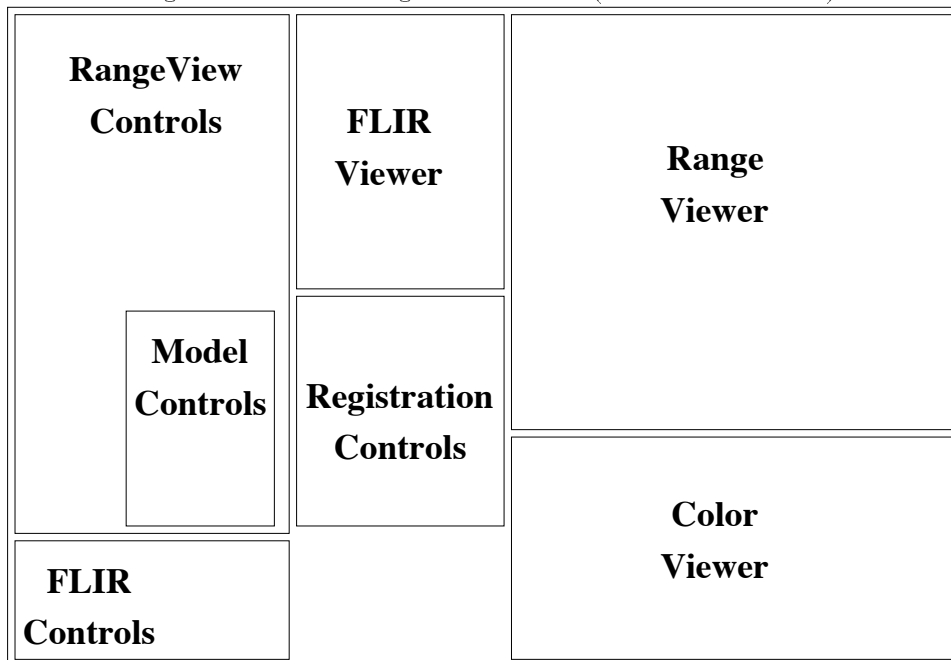 RangeView
Controls
FLIR
Viewer
Range
Viewer
Model
Controls
Registration
Controls
Color
Viewer
FLIR
Controls